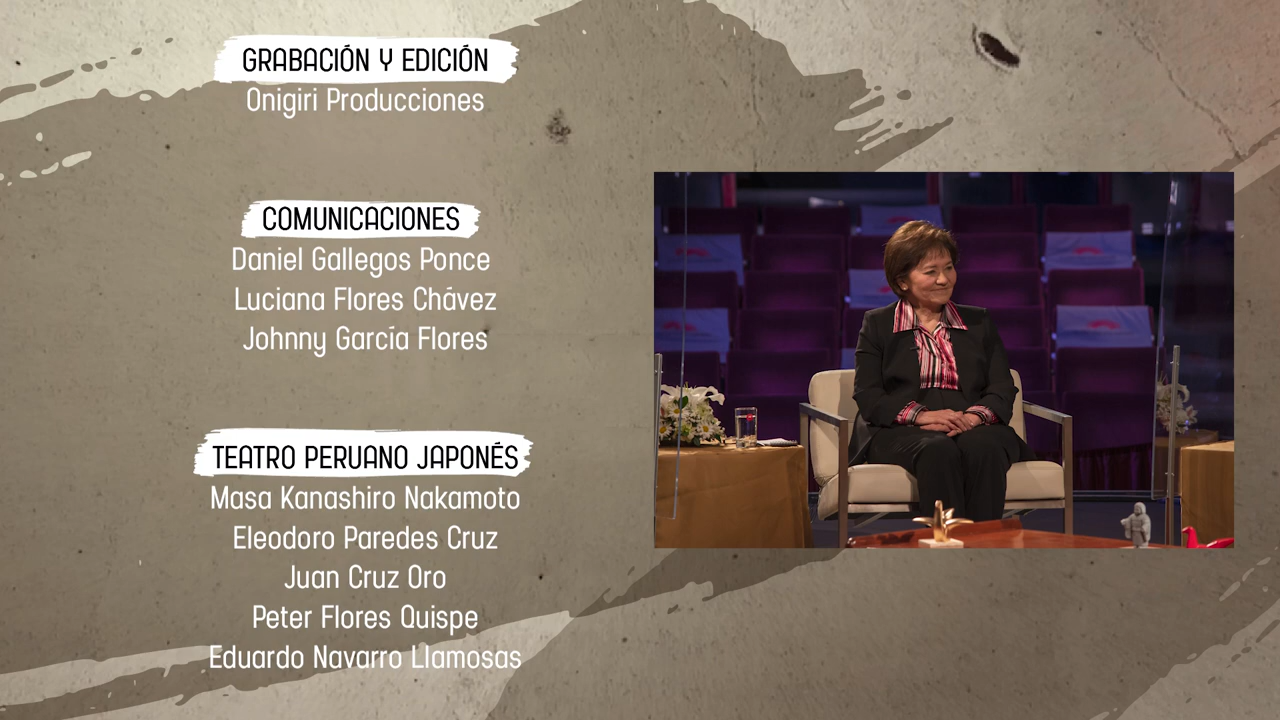 GRABACIÓN Y EDICIÓN
Onigiri Producciones
COMUNICACIONES
Daniel Gallegos Ponce
Luciana Flores Chávez
Johnny García Flores
TEATRO PERUANO JAPONÉS
Masa Kanashiro Nakamoto
Eleodoro Paredes Cruz
Juan Cruz Oro
Peter Flores Quispe
Eduardo Navarro Llamosas